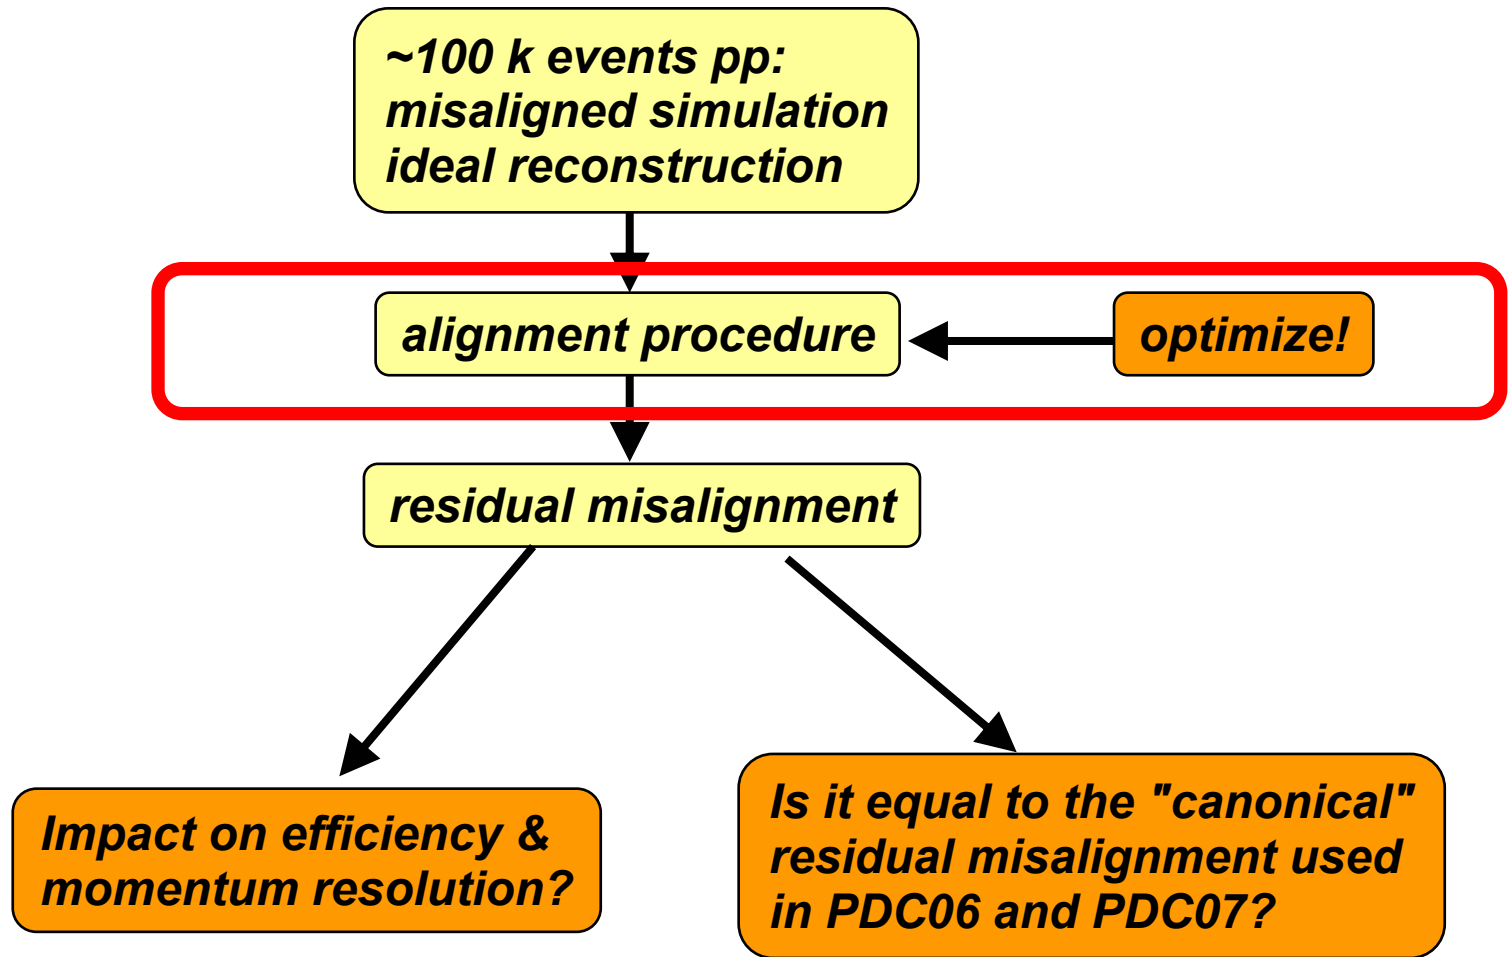 ~100 k events pp:
misaligned simulation
ideal reconstruction
alignment procedure
optimize!
residual misalignment
Impact on efficiency &
momentum resolution?
Is it equal to the "canonical"
residual misalignment used
in PDC06 and PDC07?